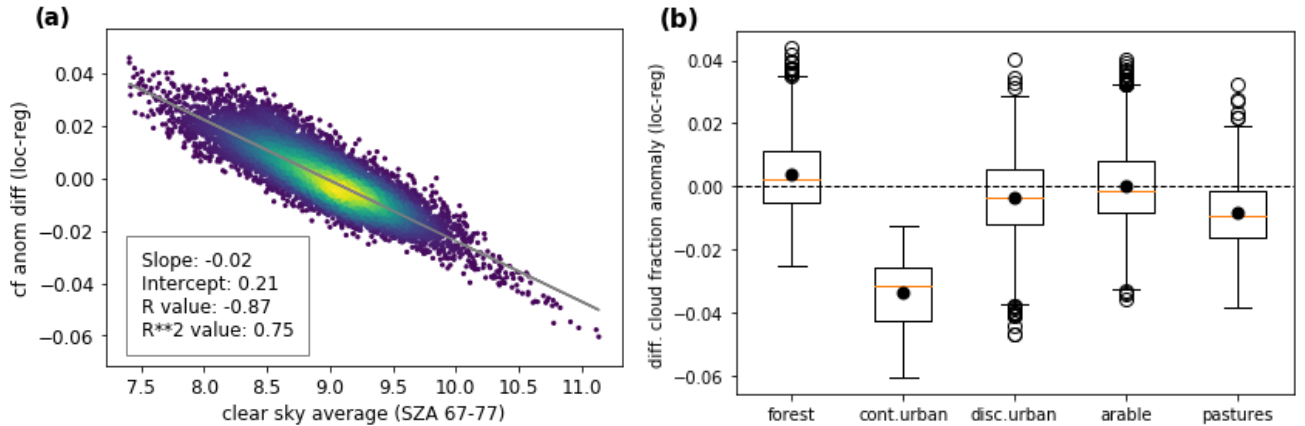 (a)
cf anom diff (loc-reg)
0.04
0.02
0.00
−0.02
−0.04
−0.06
Slope: -0.02
Intercept: 0.21
R value: -0.87
R**2 value: 0.75
7.5 8.0 8.5 9.0 9.5 10.0 10.5 11.0
clear sky average (SZA 67-77)
(b)
diff. cloud fraction anomaly (loc-reg)
0.04
0.02
0.00
−0.02
−0.04
−0.06
forest cont.urban disc.urban arable pastures